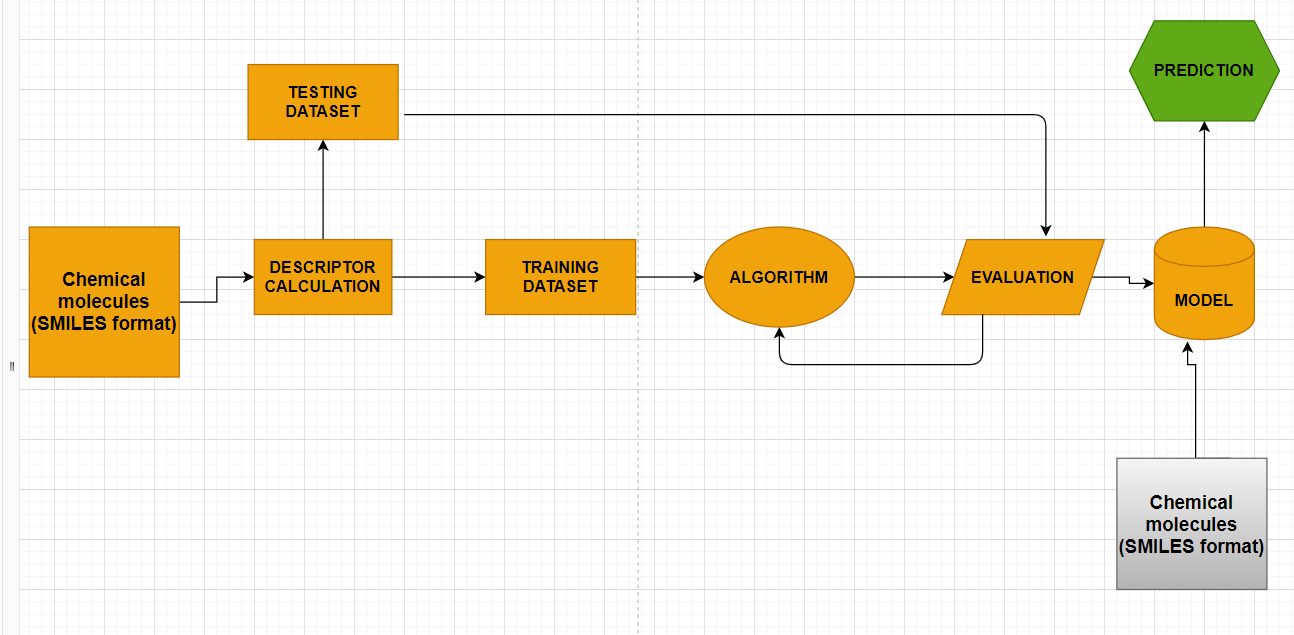 PREDICTION
TESTING
DATASET
Chemical
molecules
(SMILES format)
DESCRIPTOR
CALCULATION
TRAINING
DATASET
ALGORITHM
EVALUATION
MODEL
Chemical
molecules
(SMILES format)